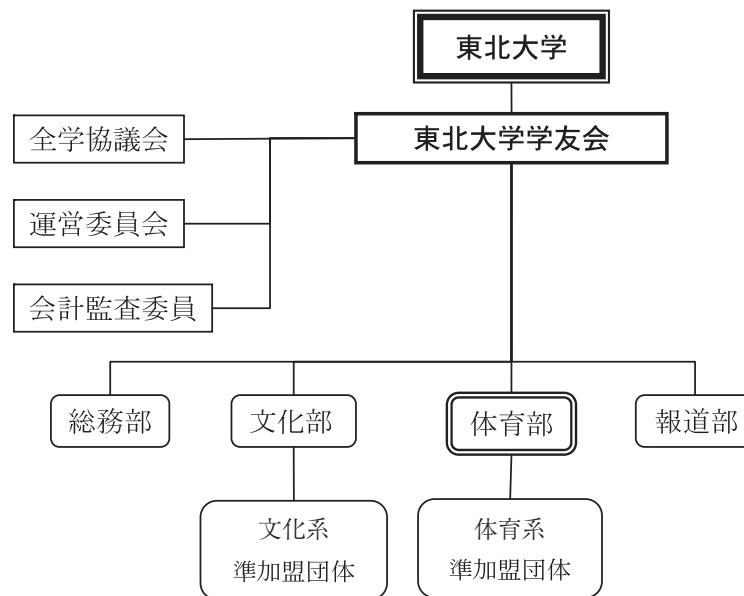 東北大学
東北大学学友会
全学協議会
運営委員会
会計監査委員
総務部
文化部
体育部
報道部
文化系
準加盟団体
体育系
準加盟団体